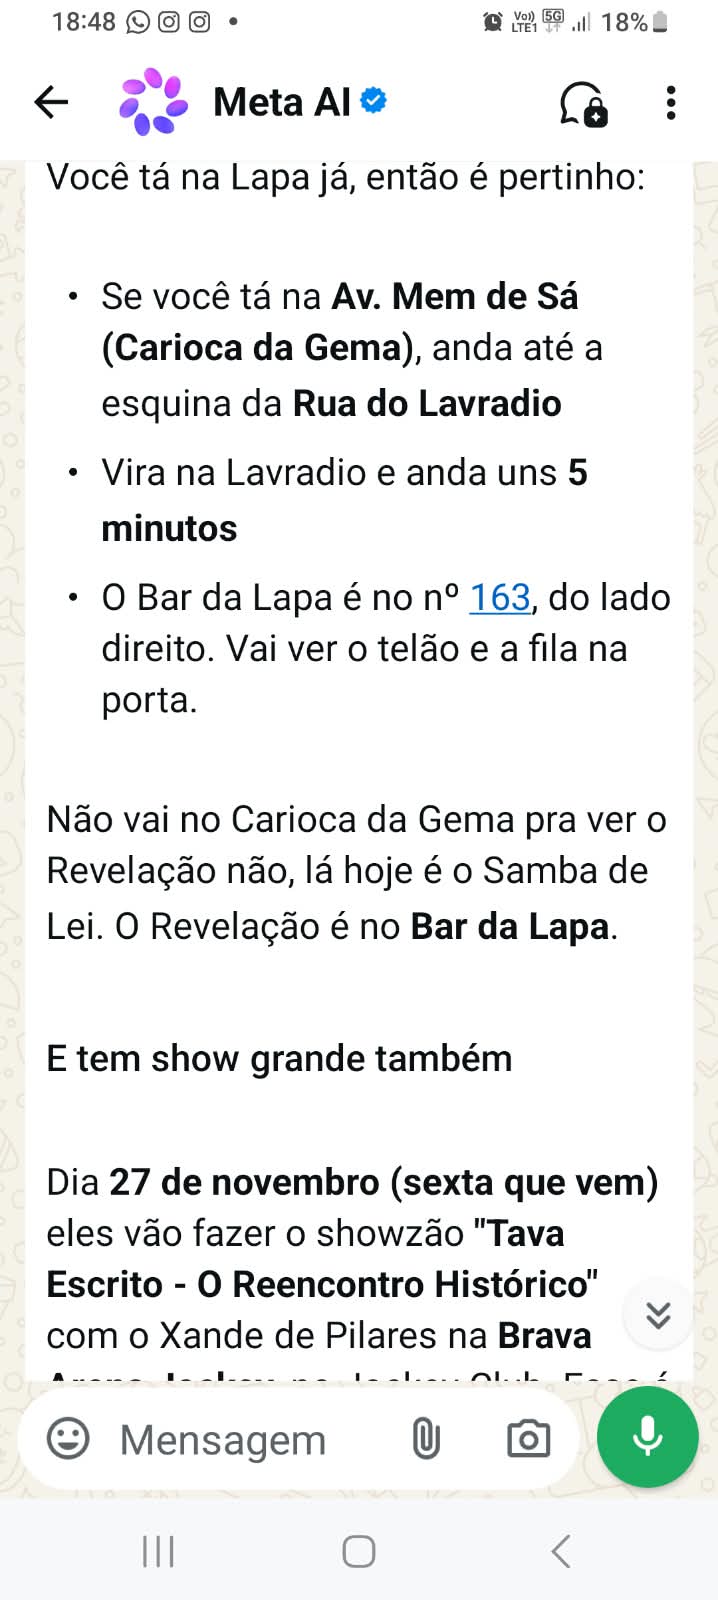 18:48
Vo)) LTE1 5G 18%
Meta AI
Você tá na Lapa já, então é pertinho:
• Se você tá na Av. Mem de Sá
(Carioca da Gema), anda até a
esquina da Rua do Lavradio
• Vira na Lavradio e anda uns 5
minutos
• O Bar da Lapa é no nº 163, do lado
direito. Vai ver o telão e a fila na
porta.
Não vai no Carioca da Gema pra ver o
Revelação não, lá hoje é o Samba de
Lei. O Revelação é no Bar da Lapa.
E tem show grande também
Dia 27 de novembro (sexta que vem)
eles vão fazer o showzão "Tava
Escrito - O Reencontro Histórico"
com o Xande de Pilares na Brava
Mensagem